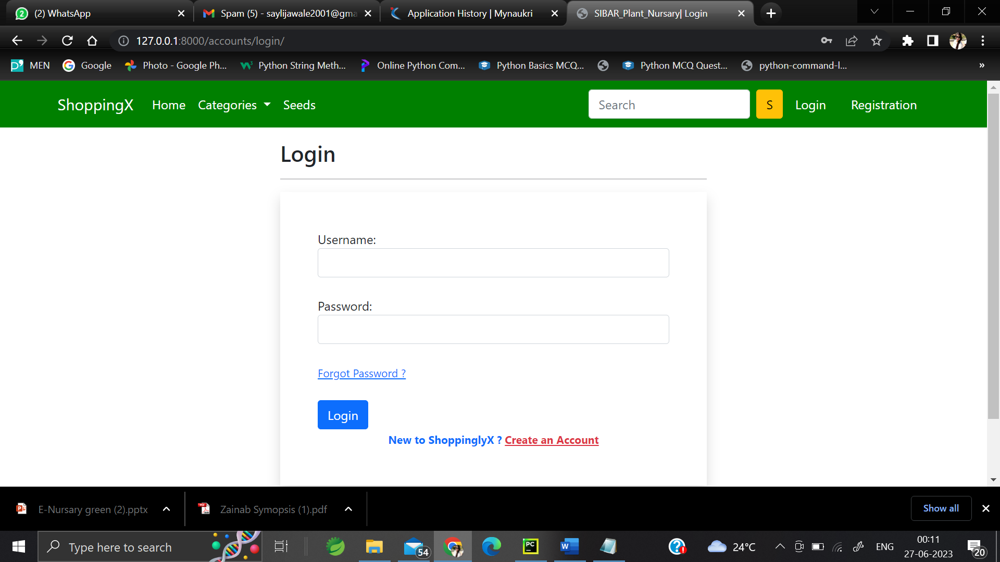 (2) WhatsApp
Spam (5) - saylijawale2001@gma
Application History | Mynaukri
SIBAR_Plant_Nursary| Login
127.0.0.1:8000/accounts/login/
MEN
Google
Photo - Google Ph...
Python String Meth...
Online Python Com...
Python Basics MCQ...
Python MCQ Quest...
python-command-l...
»
ShoppingX
Home
Categories
Seeds
Search
S
Login
Registration
Login
Username:
Password:
Forgot Password ?
Login
New to ShoppinglyX ? Create an Account
E-Nursary green (2).pptx
Zainab Symopsis (1).pdf
Show all
Type here to search
54
PC
W
24°C
ENG
00:11
27-06-2023
20